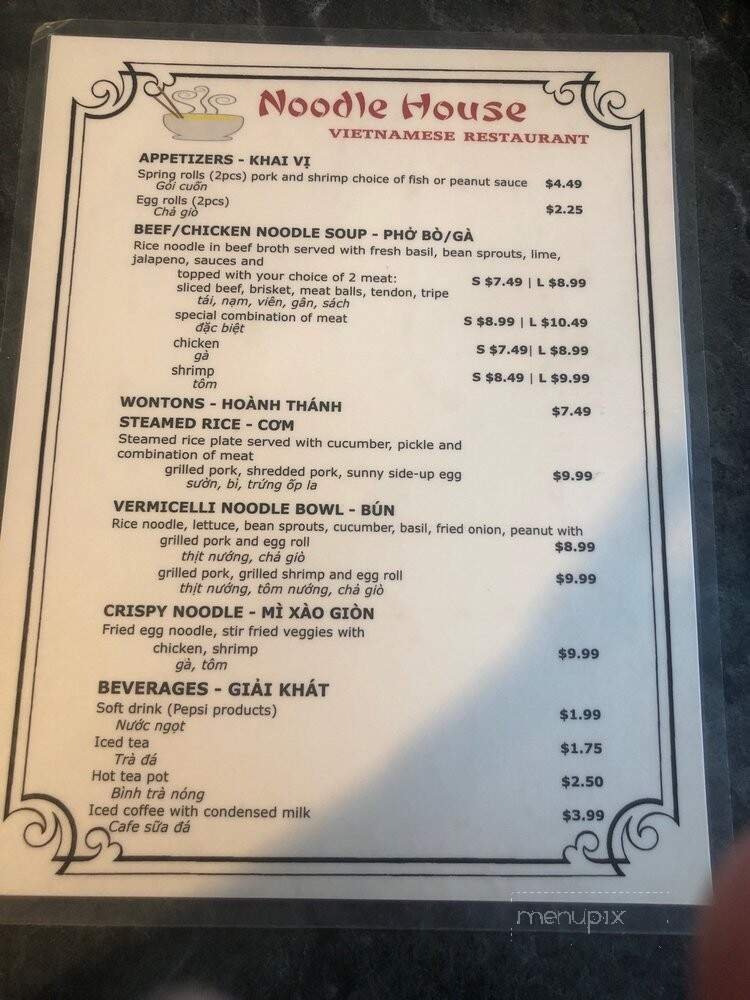 Noodle House
VIETNAMESE RESTAURANT
APPETIZERS - KHAI VỊ
Spring rolls (2pcs) pork and shrimp choice of fish or peanut sauce $4.49
Gói cuốn
Egg rolls (2pcs) $2.25
Chả giò
BEEF/CHICKEN NOODLE SOUP - PHỞ BÒ/GÀ
Rice noodle in beef broth served with fresh basil, bean sprouts, lime,
jalapeno, sauces and
topped with your choice of 2 meat: S $7.49 | L $8.99
sliced beef, brisket, meat balls, tendon, tripe
tái, nạm, viên, gân, sách
special combination of meat S $8.99 | L $10.49
đặc biệt
chicken S $7.49| L $8.99
gà
shrimp S $8.49 | L $9.99
tôm
WONTONS - HOÀNH THÁNH $7.49
STEAMED RICE - CƠM
Steamed rice plate served with cucumber, pickle and
combination of meat
grilled pork, shredded pork, sunny side-up egg $9.99
sườn, bì, trứng ốp la
VERMICELLI NOODLE BOWL - BÚN
Rice noodle, lettuce, bean sprouts, cucumber, basil, fried onion, peanut with
grilled pork and egg roll $8.99
thịt nướng, chả giò
grilled pork, grilled shrimp and egg roll $9.99
thịt nướng, tôm nướng, chả giò
CRISPY NOODLE - MÌ XÀO GIÒN
Fried egg noodle, stir fried veggies with
chicken, shrimp $9.99
gà, tôm
BEVERAGES - GIẢI KHÁT
Soft drink (Pepsi products) $1.99
Nước ngọt
Iced tea $1.75
Trà đá
Hot tea pot $2.50
Bình trà nóng
Iced coffee with condensed milk $3.99
Cafe sữa đá
menupix